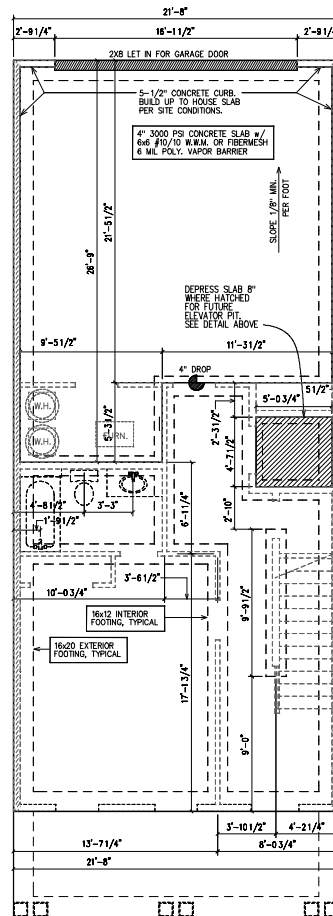 21'-8"
2'-9 1/4"
16'-11 1/2"
2'-9 1/4"
2X8 LET IN FOR GARAGE DOOR
5-1/2" CONCRETE CURB.
BUILD UP TO HOUSE SLAB
PER SITE CONDITIONS.
4" 3000 PSI CONCRETE SLAB w/
6x6 #10/10 W.W.M. OR FIBERMESH
6 MIL POLY. VAPOR BARRIER
SLOPE 1/8" MIN.
PER FOOT
26'-9"
21'-5 1/2"
DEPRESS SLAB 8"
WHERE HATCHED
FOR FUTURE
ELEVATOR PIT.
SEE DETAIL ABOVE
9'-5 1/2"
11'-3 1/2"
4" DROP
5 1/2"
5'-0 3/4"
W.H.
W.H.
5'-3 1/2"
2'-3 1/2"
4'-7 1/2"
4'-8 1/2"
3'-3"
1'-9 1/2"
6'-11 1/4"
2'-10"
9'-9 1/2"
3'-6 1/2"
10'-0 3/4"
16x12 INTERIOR
FOOTING, TYPICAL
16x20 EXTERIOR
FOOTING, TYPICAL
17'-1 3/4"
9'-0"
3'-10 1/2"
4'-2 1/4"
13'-7 1/4"
8'-0 3/4"
21'-8"